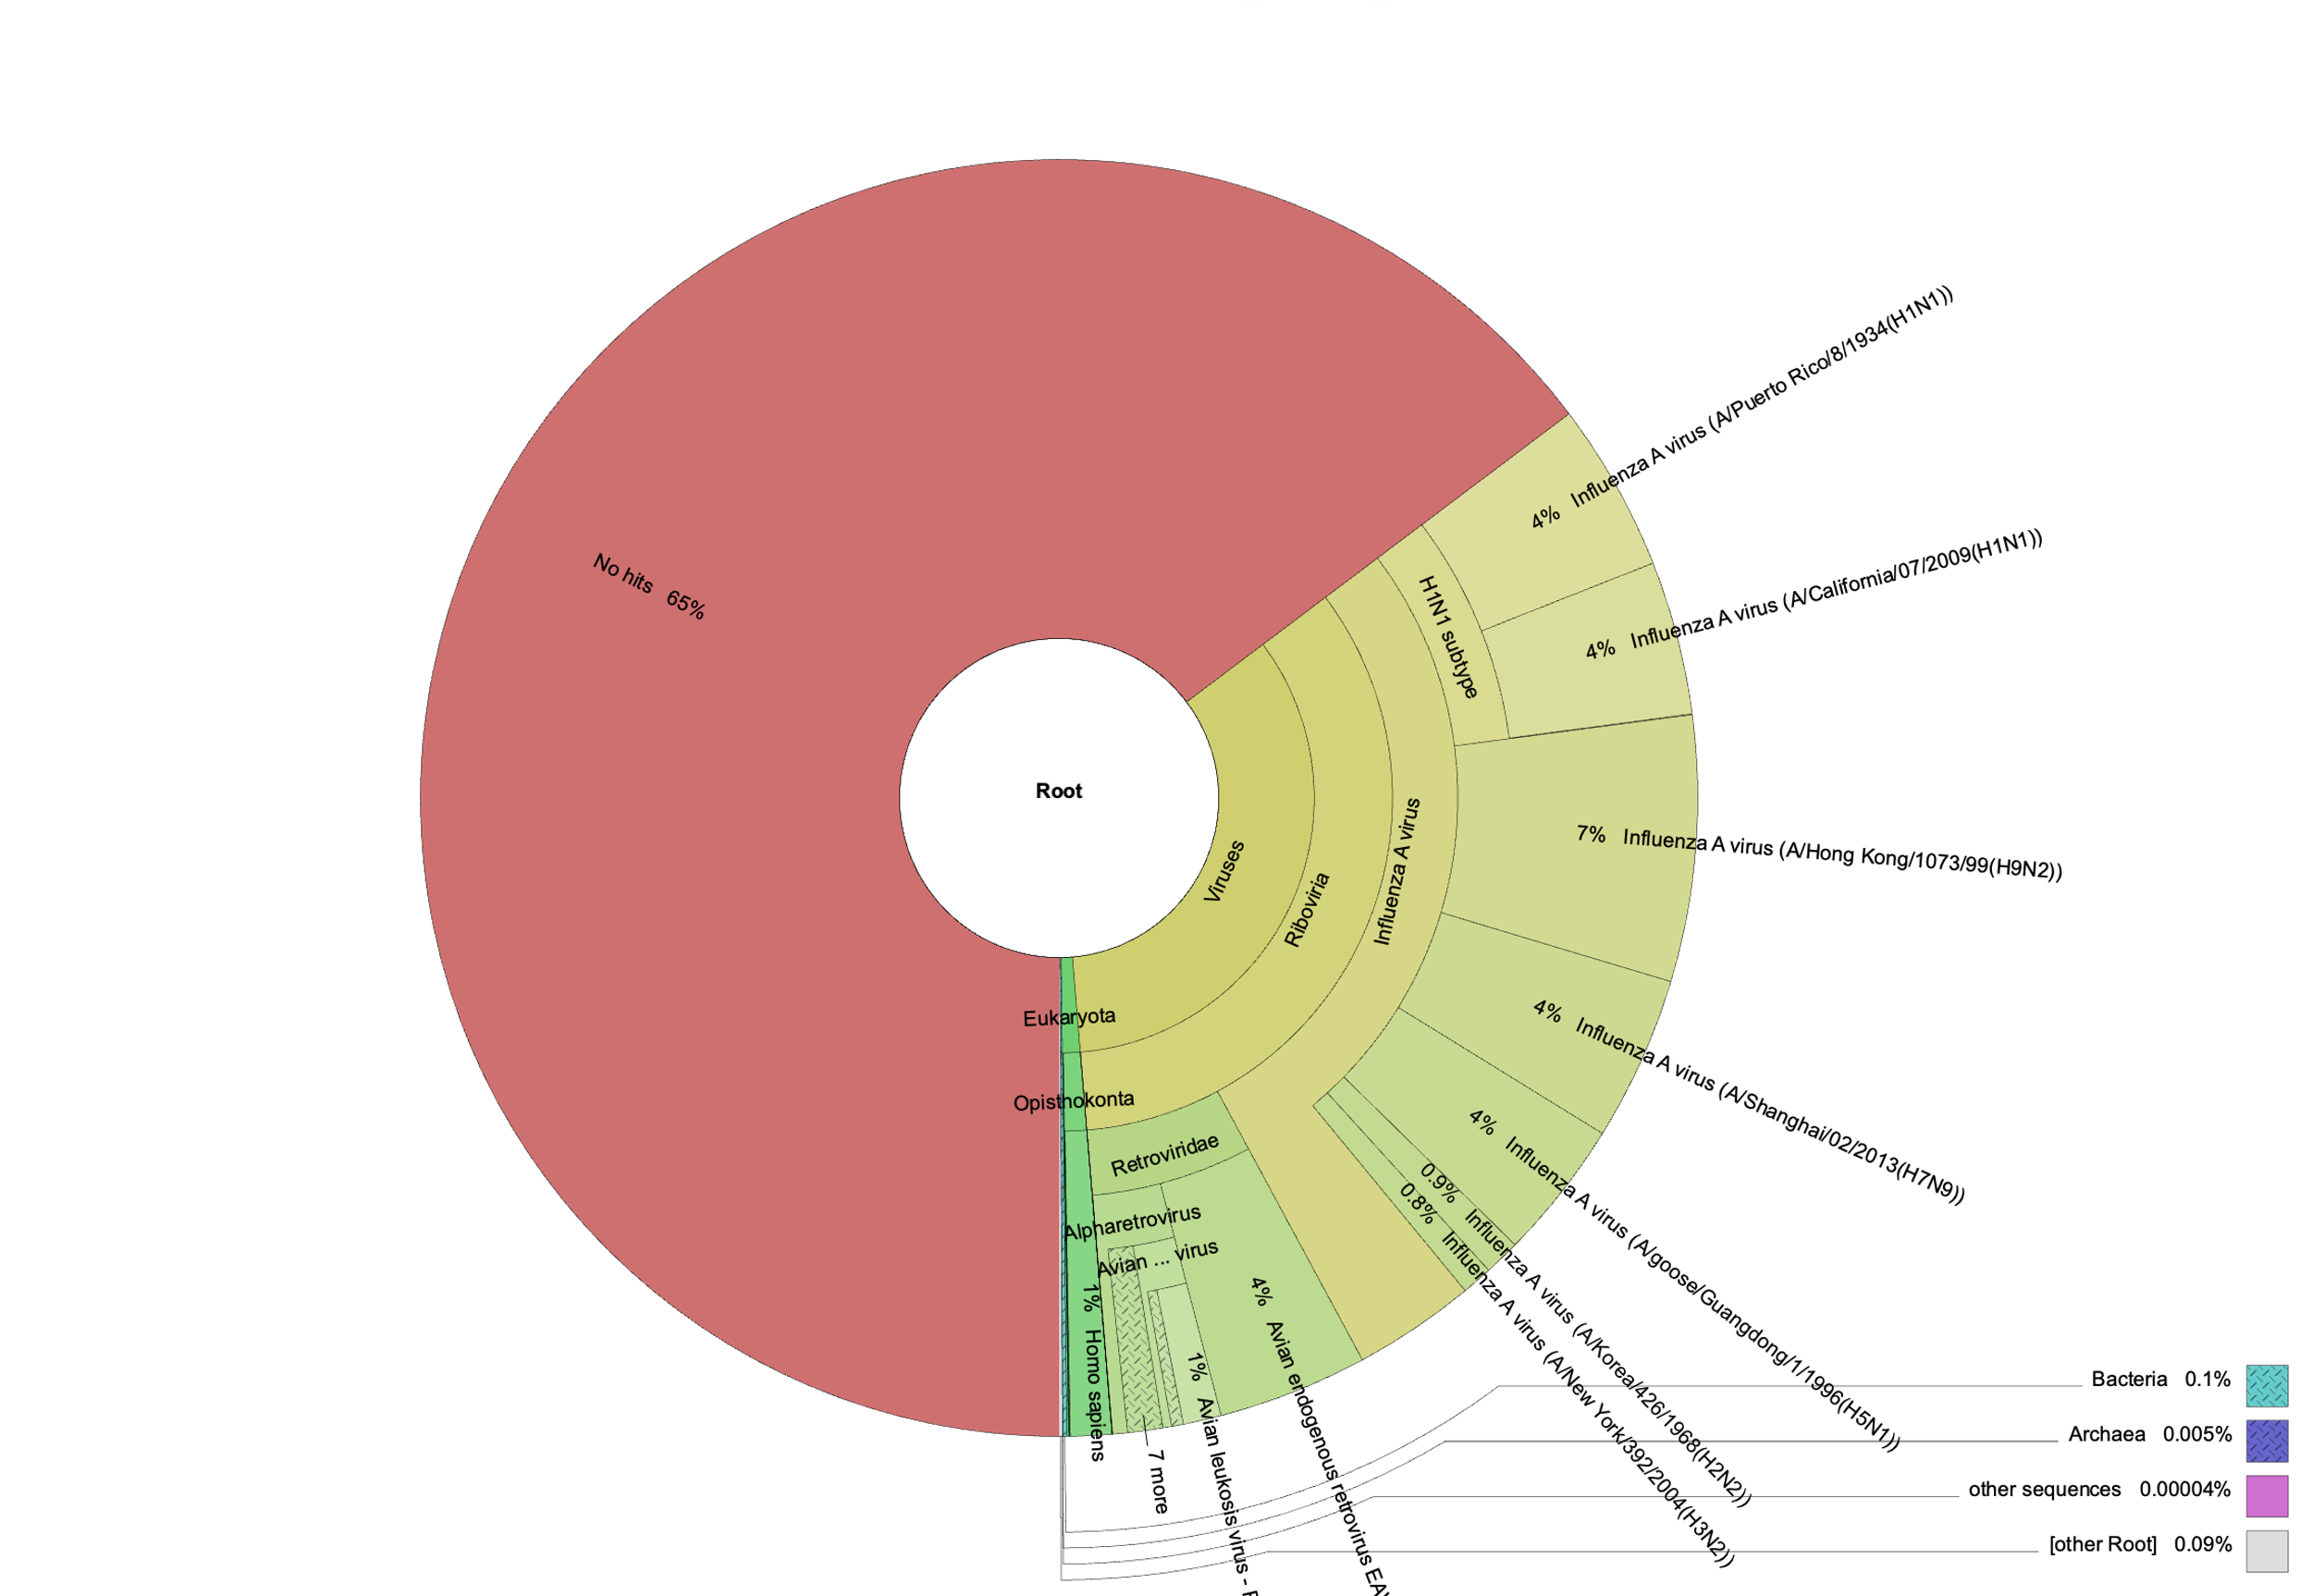 No hits 65%
Root
Viruses
Riboviria
Influenza A virus
H1N1 subtype
4% Influenza A virus (A/Puerto Rico/8/1934(H1N1))
4% Influenza A virus (A/California/07/2009(H1N1))
7% Influenza A virus (A/Hong Kong/1073/99(H9N2))
4% Influenza A virus (A/Shanghai/02/2013(H7N9))
4% Influenza A virus (A/goose/Guangdong/1/1996(H5N1))
0.9% Influenza A virus (A/Korea/426/1968(H2N2))
0.8% Influenza A virus (A/New York/392/2004(H3N2))
Eukaryota
Opisthokonta
Retroviridae
Alpharetrovirus
Avian ... virus
4% Avian endogenous retrovirus
1% Avian leukosis virus -
7 more
1% Homo sapiens
Bacteria 0.1%
Archaea 0.005%
other sequences 0.00004%
[other Root] 0.09%